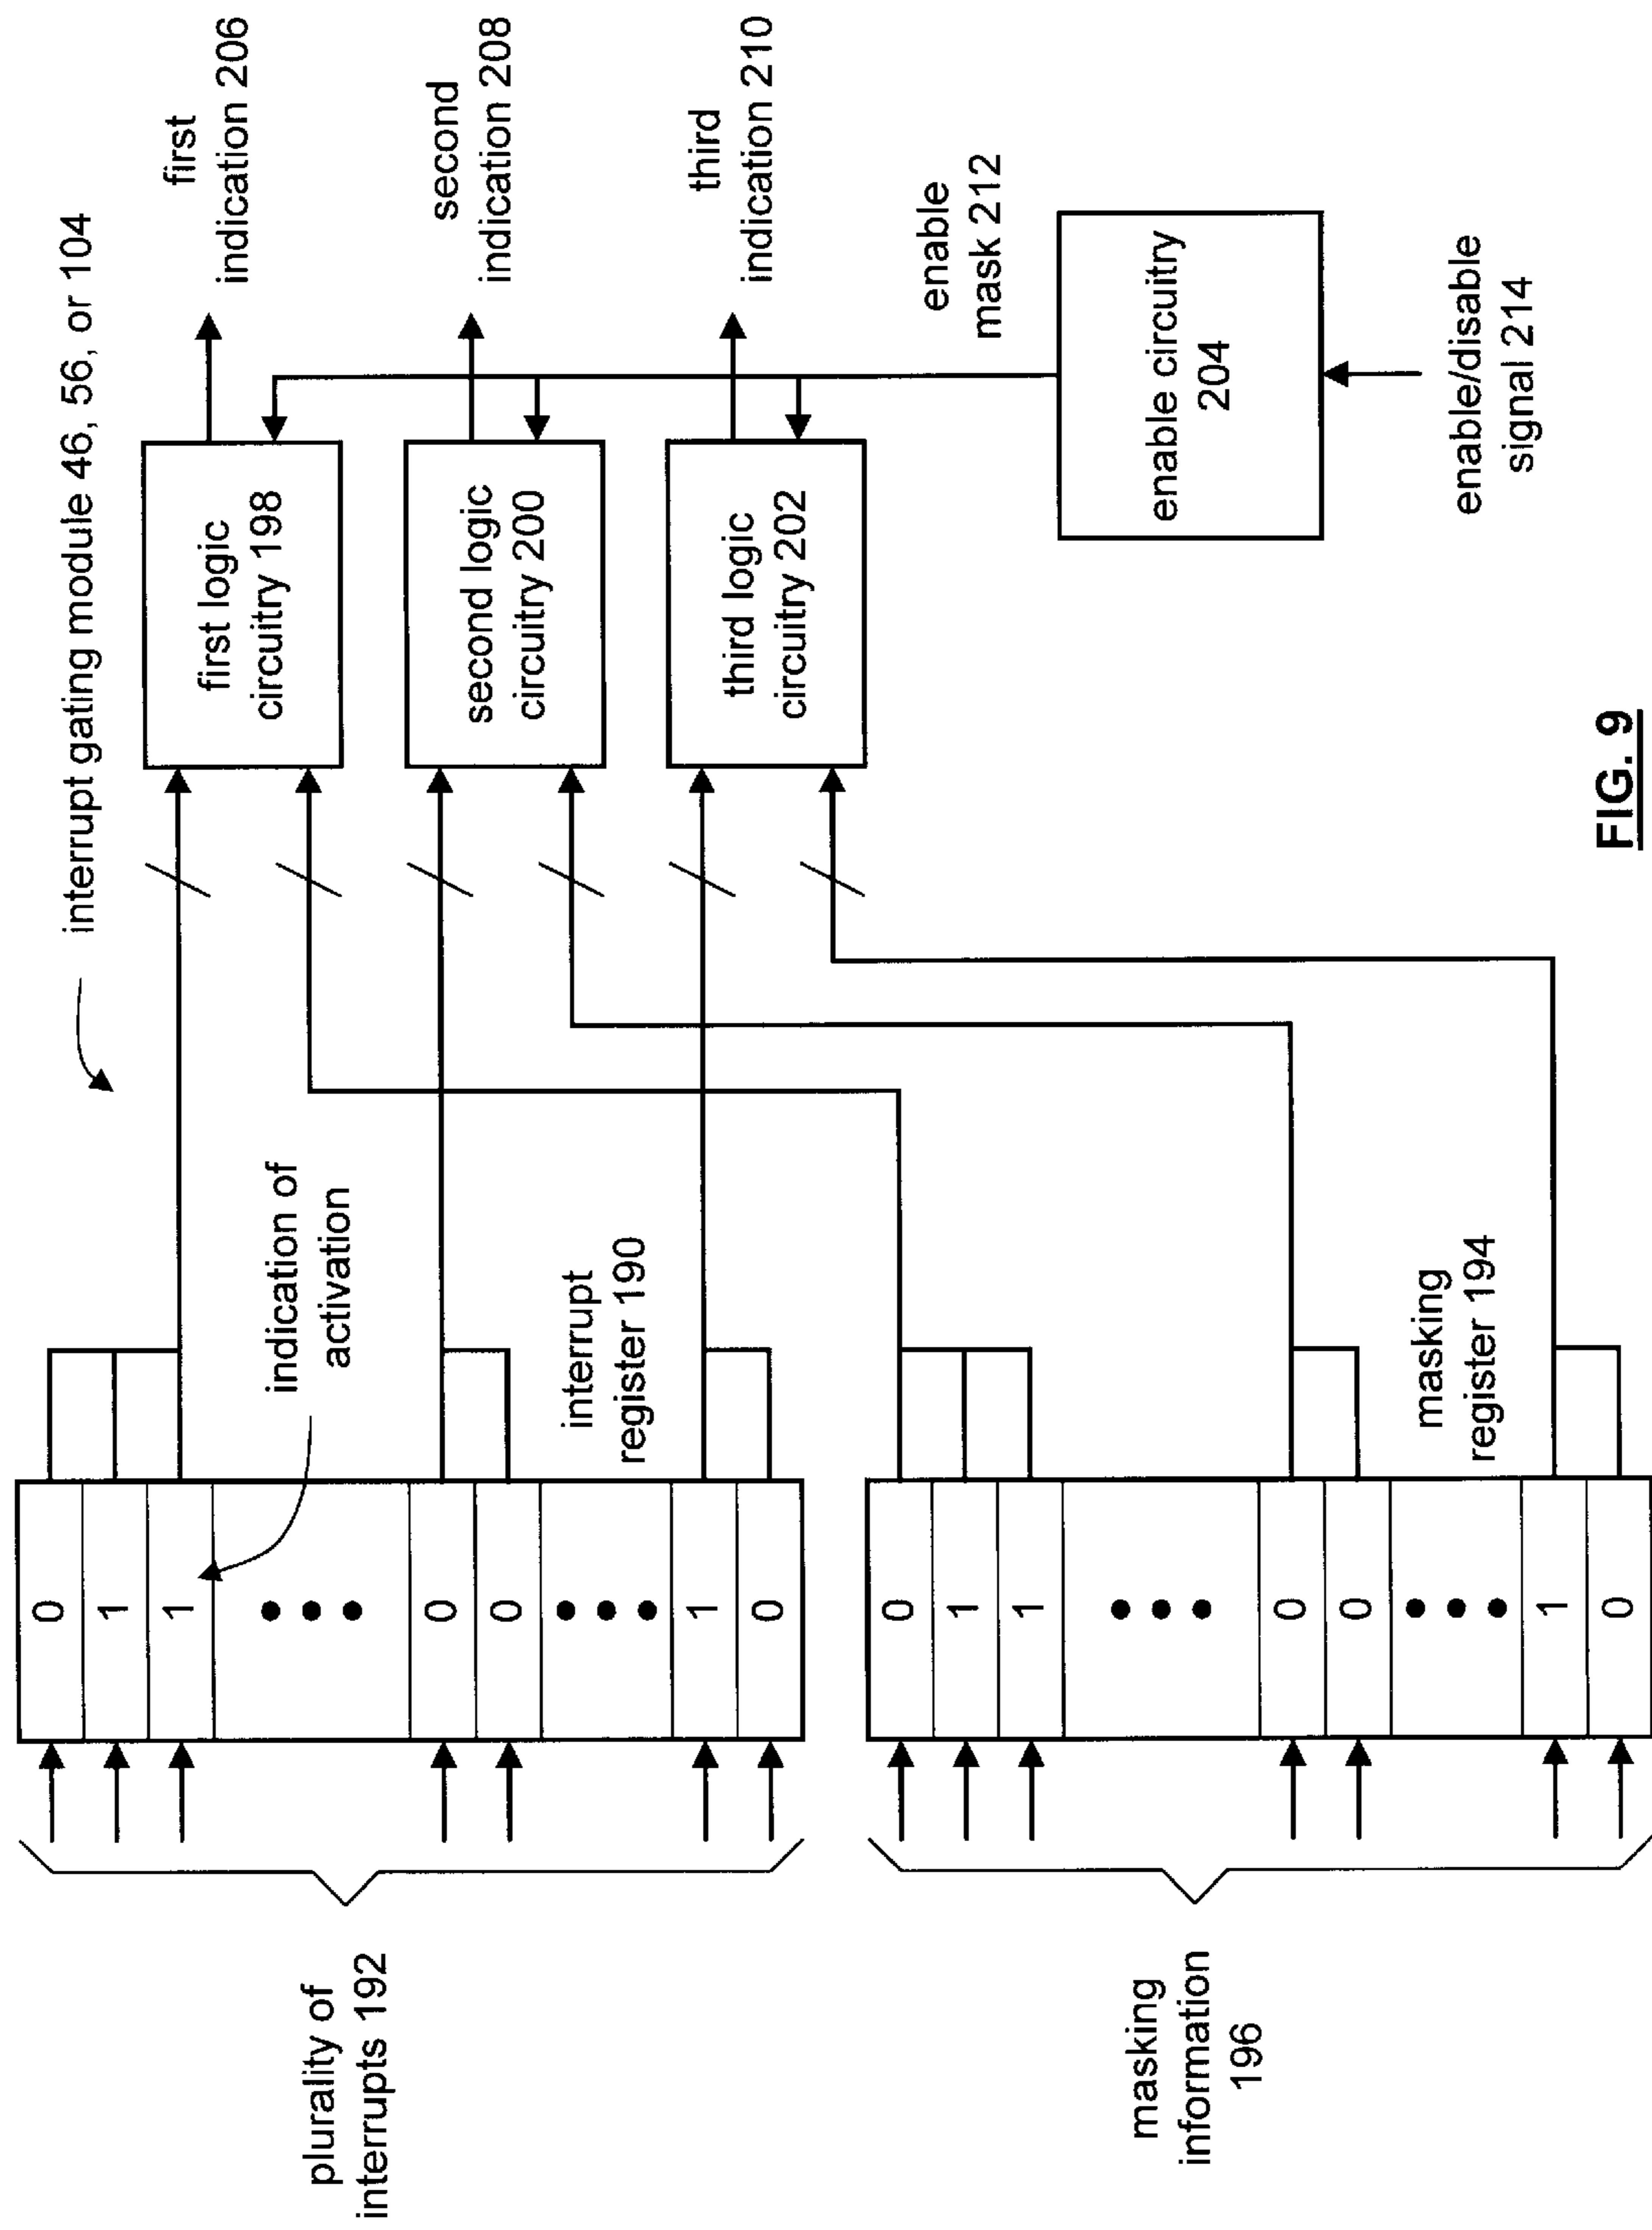 interrupt gating module 46, 56, or 104
plurality of
interrupts 192
0
1
1
0
0
1
0
indication of
activation
interrupt
register 190
first logic
circuitry 198
first
indication 206
second logic
circuitry 200
second
indication 208
third logic
circuitry 202
third
indication 210
masking
information
196
0
1
1
0
0
1
0
masking
register 194
enable
mask 212
enable circuitry
204
enable/disable
signal 214
FIG. 9